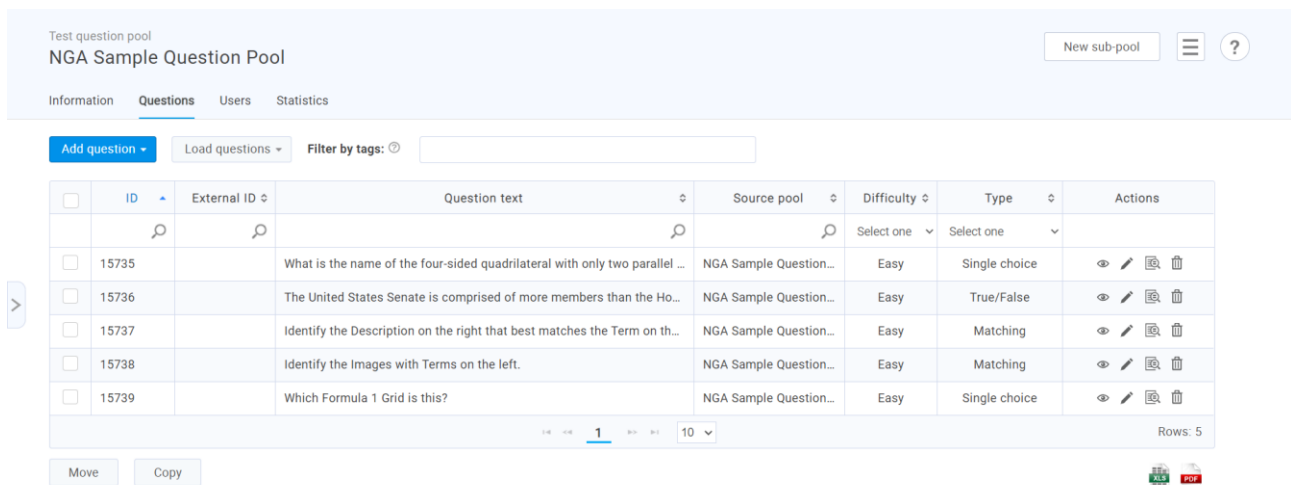 Test question pool
NGA Sample Question Pool
New sub-pool
?
Information Questions Users Statistics
Add question Load questions Filter by tags: ?
ID External ID Question text Source pool Difficulty Type Actions
Select one Select one
15735 What is the name of the four-sided quadrilateral with only two parallel ... NGA Sample Question... Easy Single choice
15736 The United States Senate is comprised of more members than the Ho... NGA Sample Question... Easy True/False
15737 Identify the Description on the right that best matches the Term on th... NGA Sample Question... Easy Matching
15738 Identify the Images with Terms on the left. NGA Sample Question... Easy Matching
15739 Which Formula 1 Grid is this? NGA Sample Question... Easy Single choice
1 10 Rows: 5
Move Copy XLS PDF